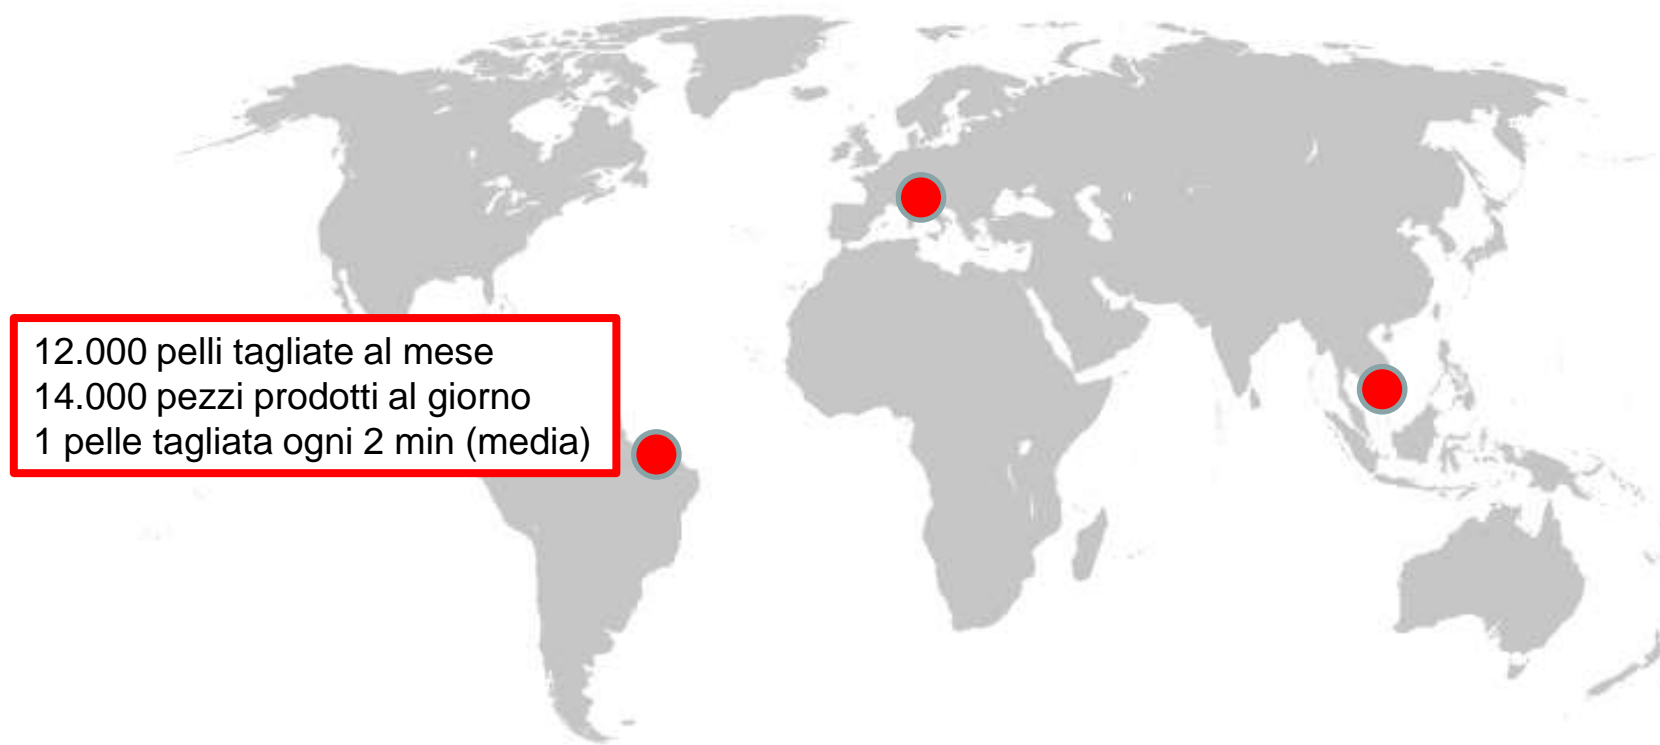 12.000 pelli tagliate al mese
14.000 pezzi prodotti al giorno
1 pelle tagliata ogni 2 min (media)